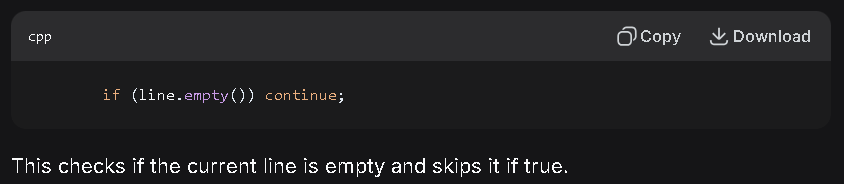 cpp Copy Download
if (line.empty()) continue;
This checks if the current line is empty and skips it if true.